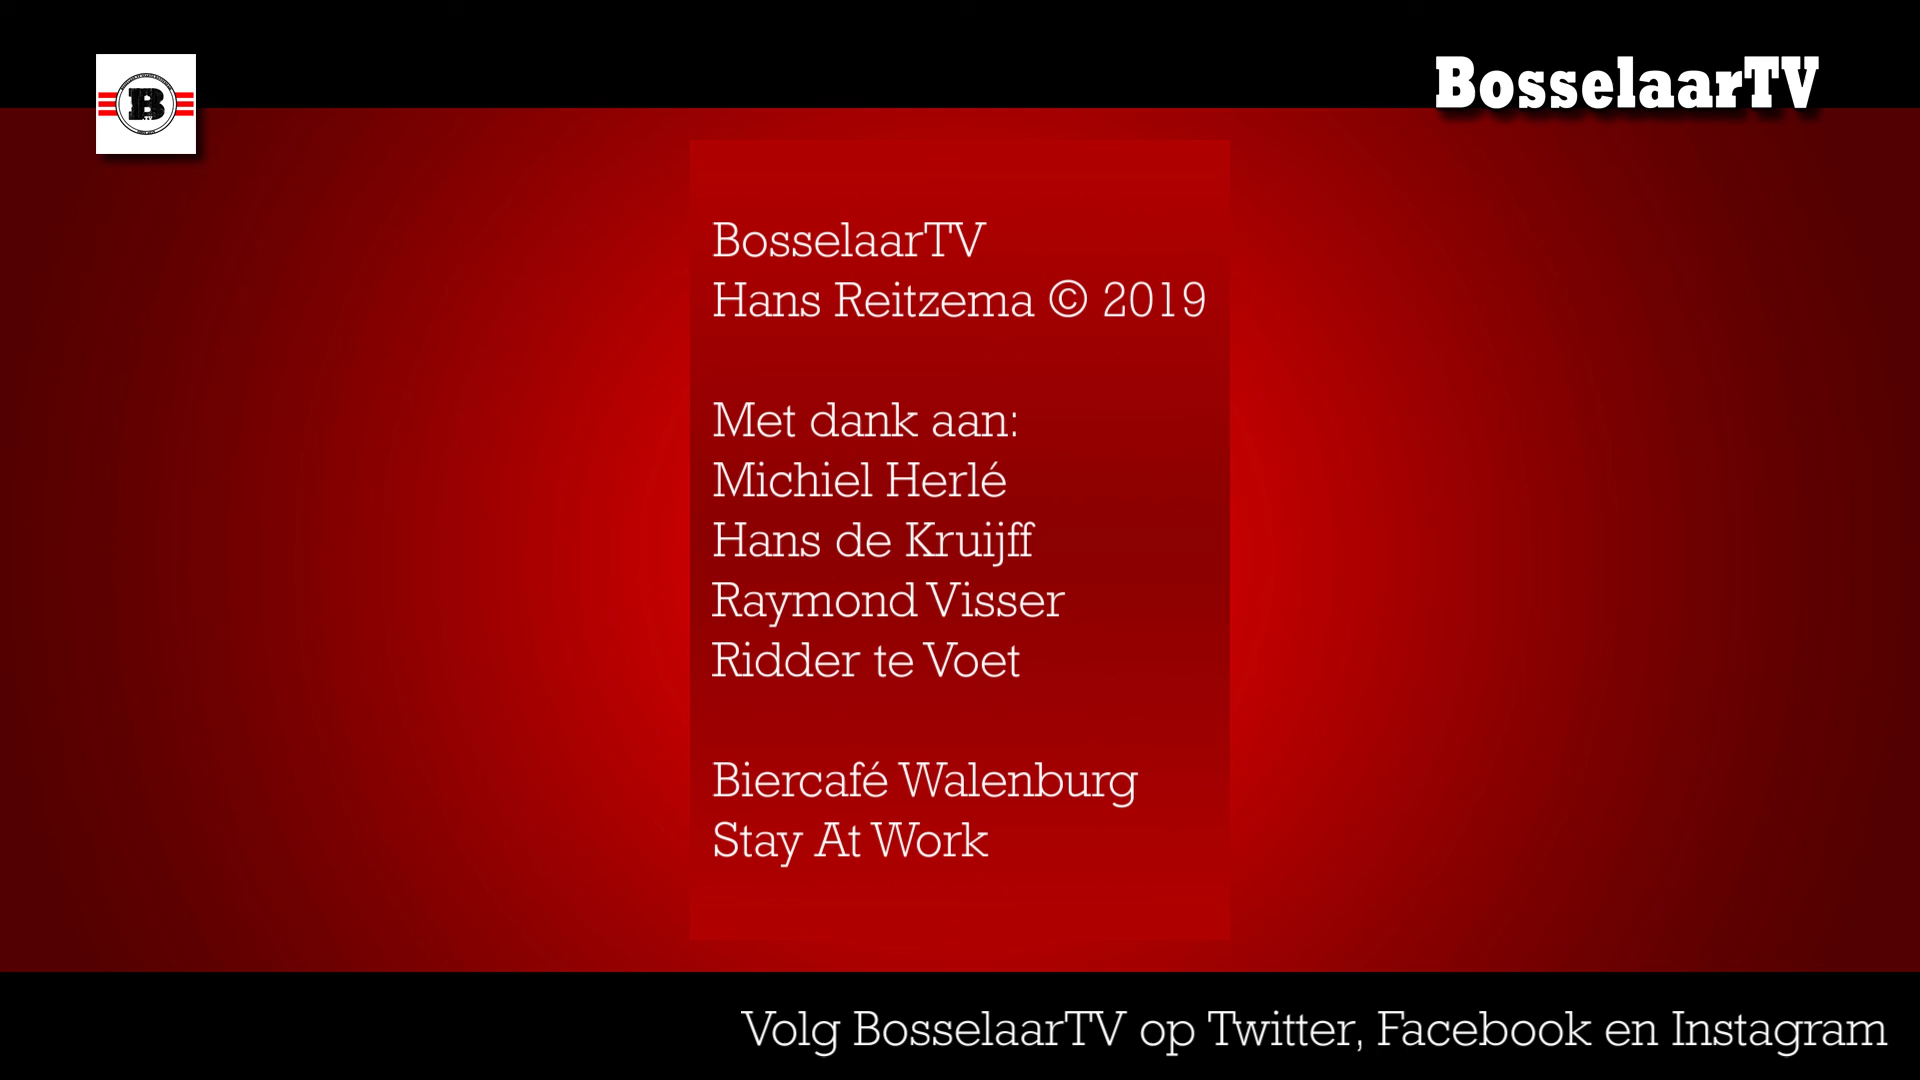 BosselaarTV
B
BosselaarTV
Hans Reitzema © 2019
Met dank aan:
Michiel Herlé
Hans de Kruijff
Raymond Visser
Ridder te Voet
Biercafé Walenburg
Stay At Work
Volg BosselaarTV op Twitter, Facebook en Instagram